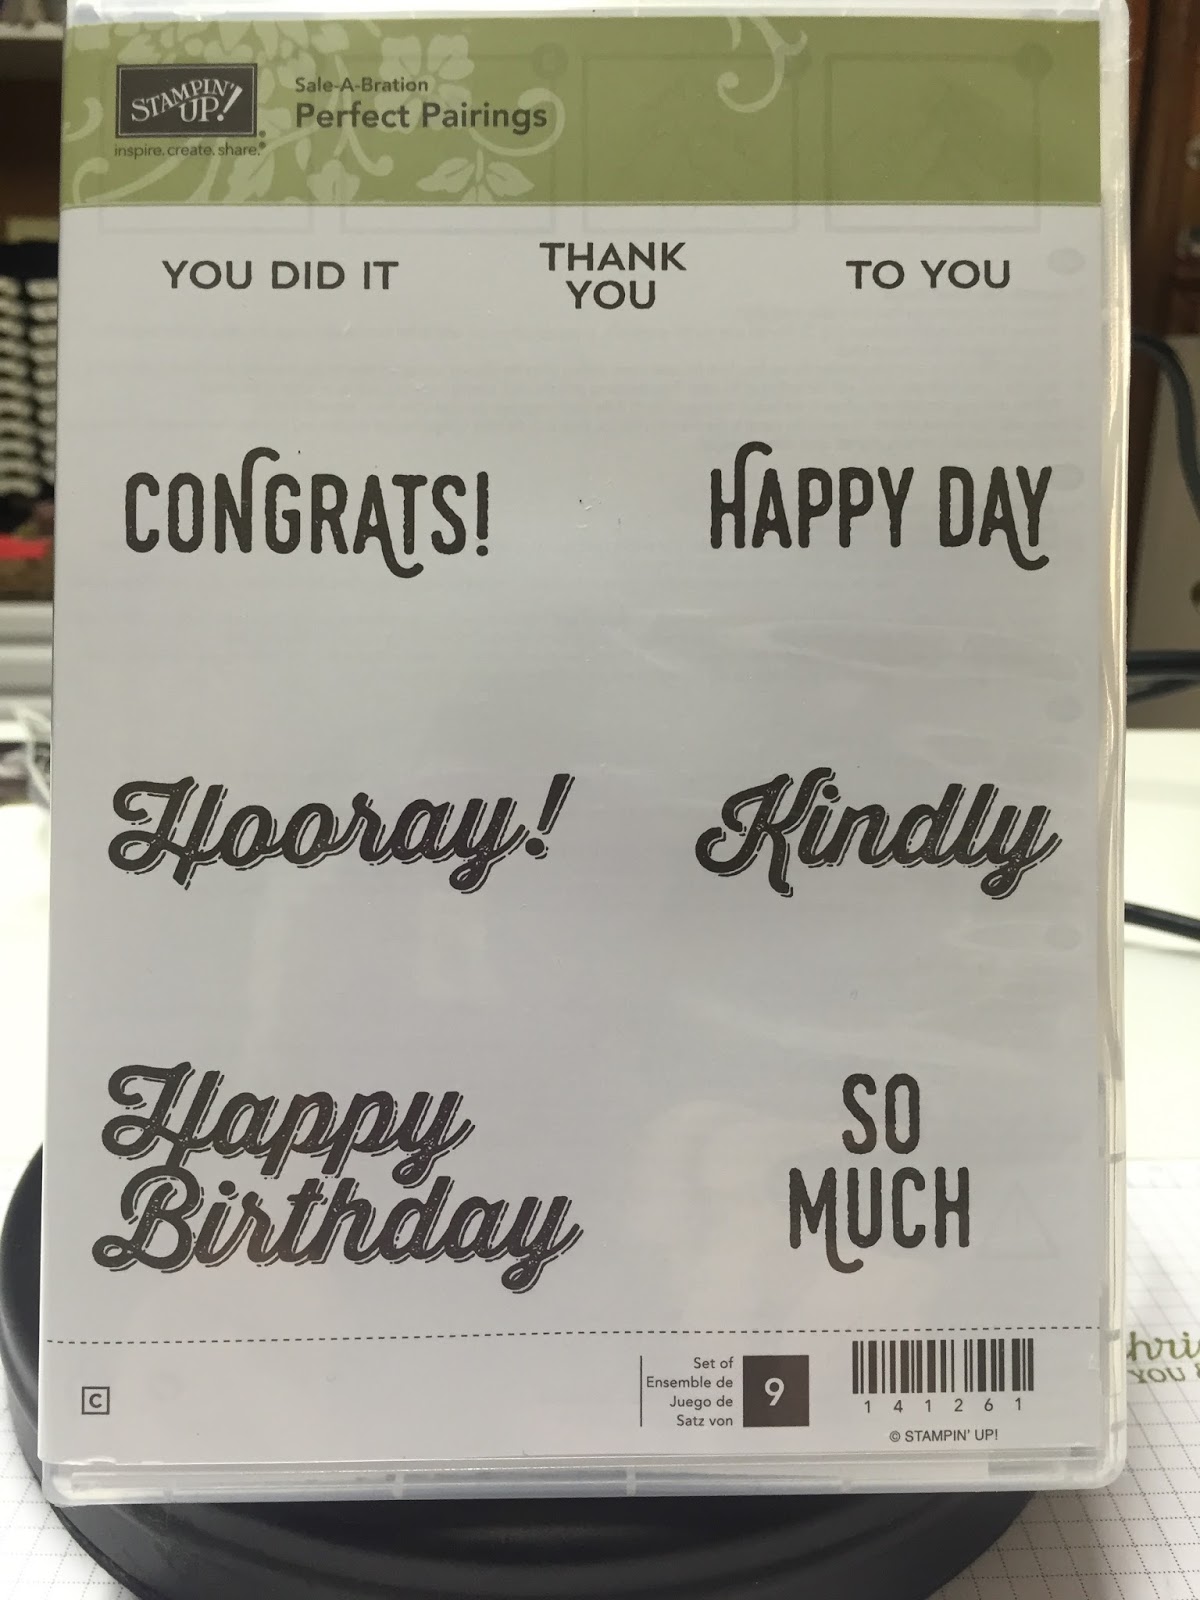 STAMPIN' UP!
inspire. create. share.
Sale-A-Bration
Perfect Pairings
YOU DID IT
THANK
YOU
TO YOU
CONGRATS!
HAPPY DAY
Hooray!
Kindly
Happy
Birthday
SO
MUCH
C
Set of
Ensemble de
Juego de
Satz von
9
1 4 1 2 6 1
© STAMPIN' UP!
YOU